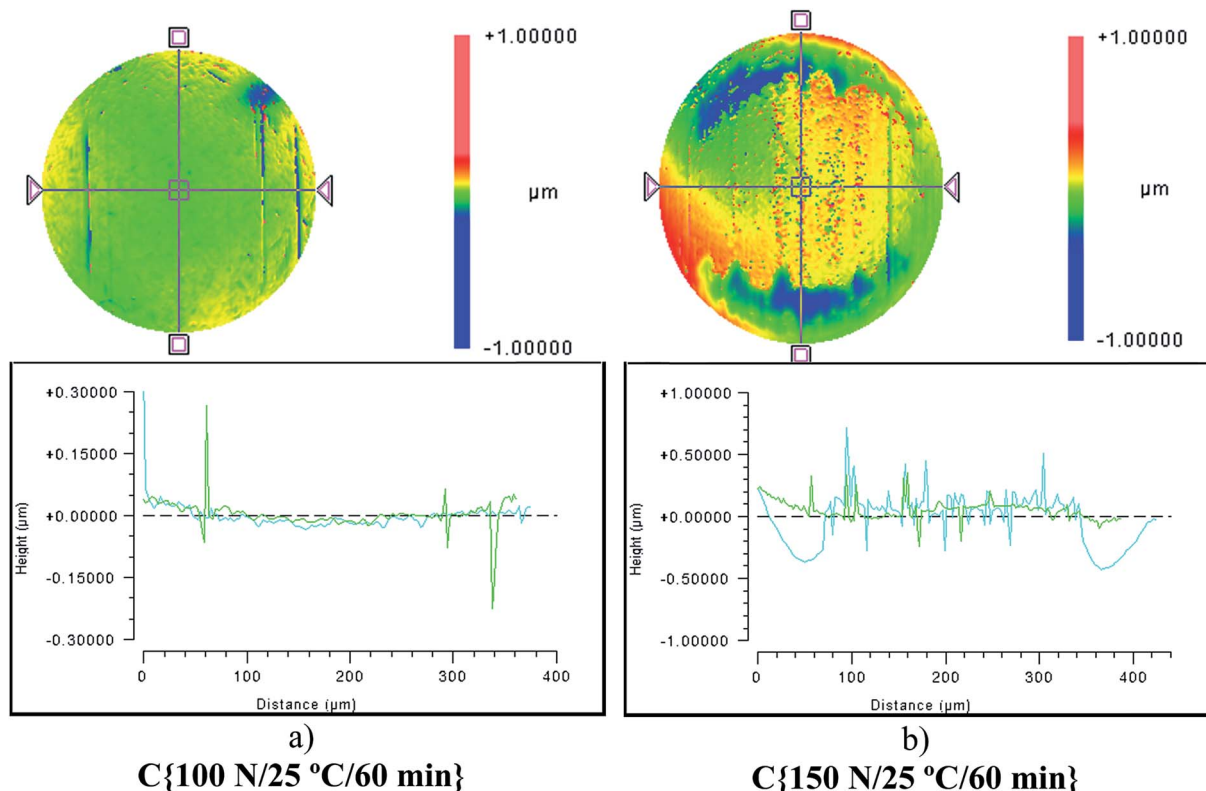 +1.00000
µm
-1.00000
+1.00000
µm
-1.00000
+0.30000
+0.15000
+0.00000
-0.15000
-0.30000
Height (µm)
0
100
200
300
400
Distance (µm)
+1.00000
+0.50000
+0.00000
-0.50000
-1.00000
Height (µm)
0
100
200
300
400
Distance (µm)
a)
C{100 N/25 ºC/60 min}
b)
C{150 N/25 ºC/60 min}